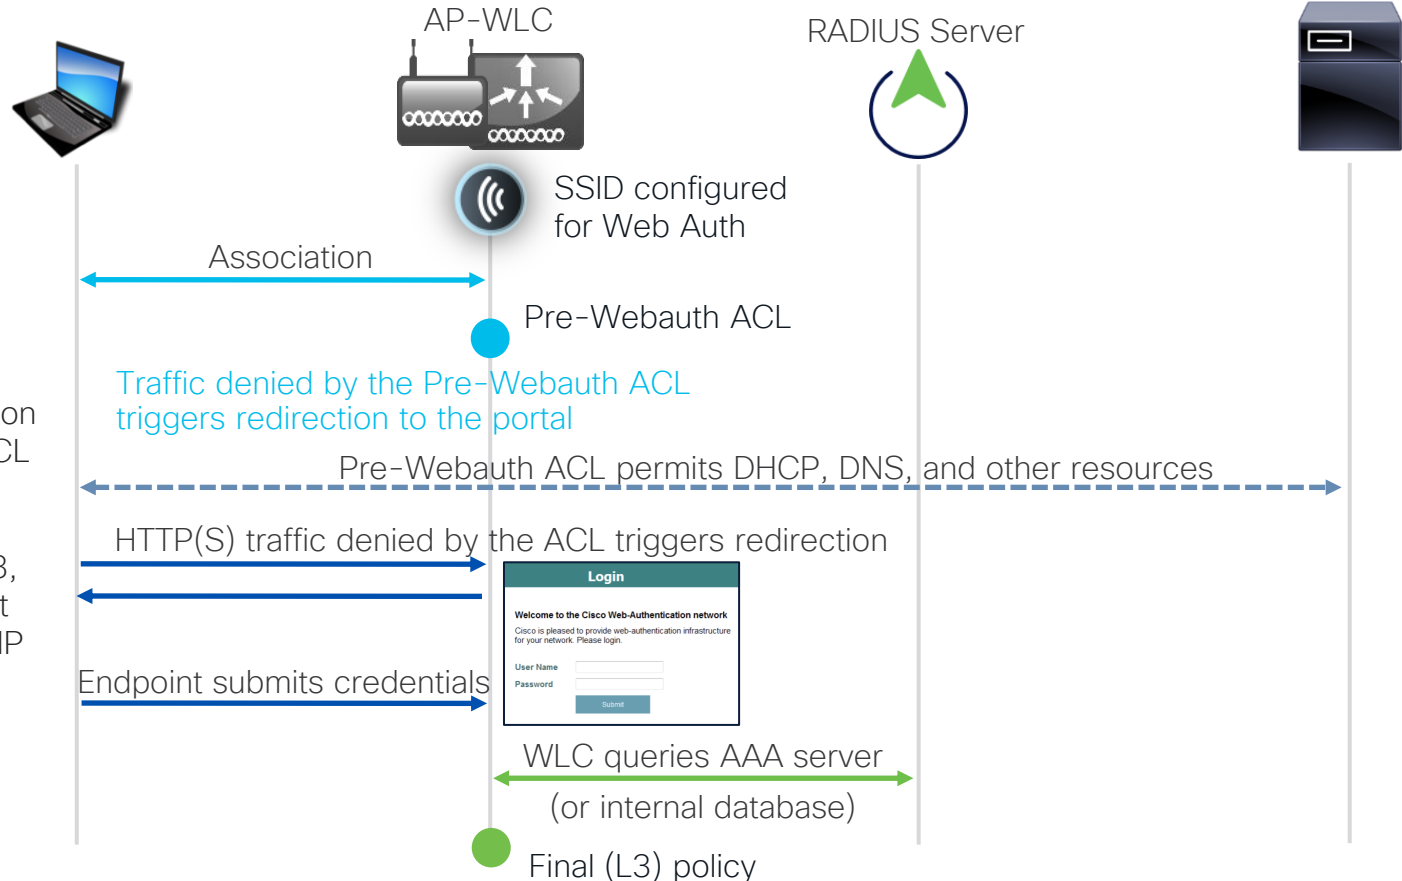 AP-WLC
RADIUS Server
SSID configured
for Web Auth
Association
Pre-Webauth ACL
Traffic denied by the Pre-Webauth ACL
triggers redirection to the portal
on
CL
Pre-Webauth ACL permits DHCP, DNS, and other resources
HTTP(S) traffic denied by the ACL triggers redirection
3,
t
IP
Login
Welcome to the Cisco Web-Authentication network
Cisco is pleased to provide web-authentication infrastructure
for your network. Please login.
User Name
Password
Submit
Endpoint submits credentials
WLC queries AAA server
(or internal database)
Final (L3) policy